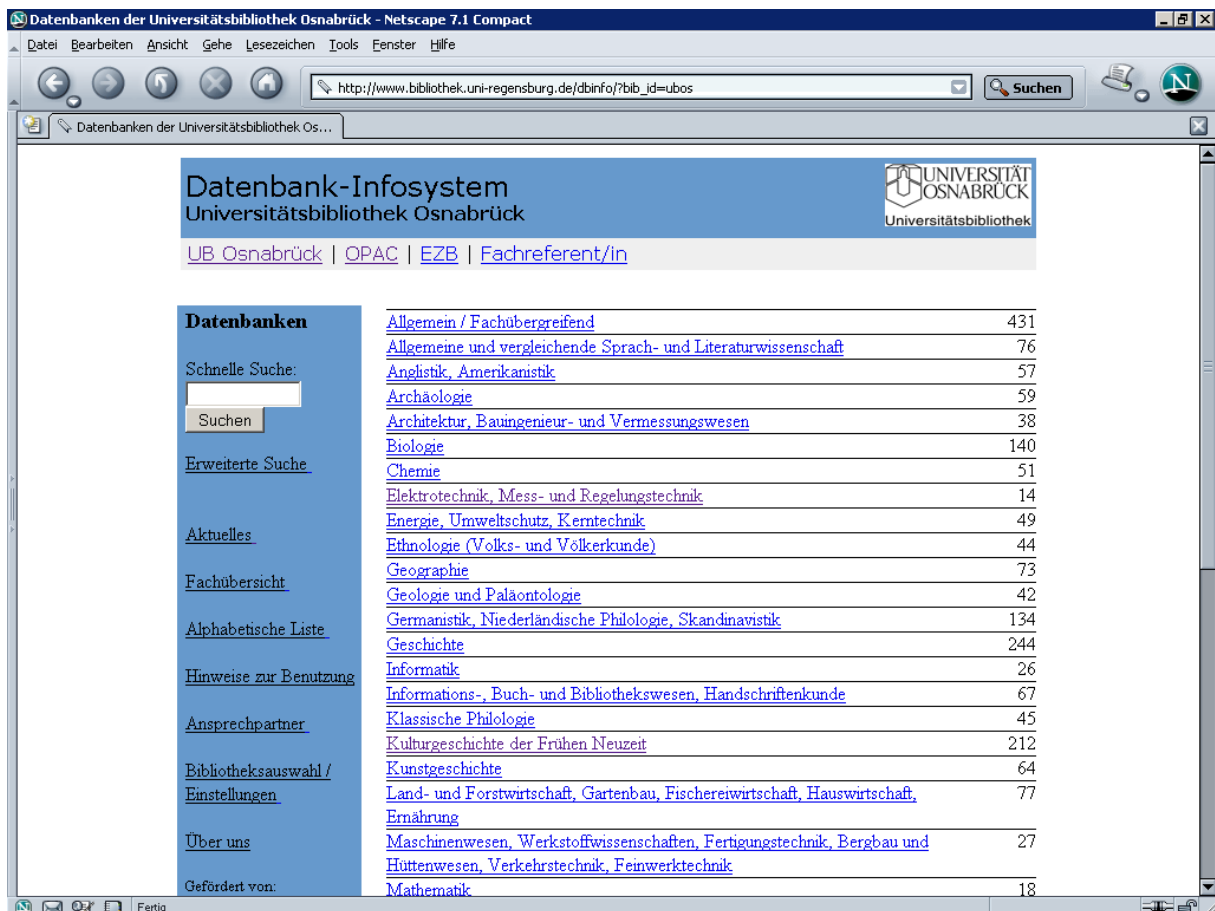 Datenbanken der Universitätsbibliothek Osnabrück - Netscape 7.1 Compact
Datei Bearbeiten Ansicht Gehe Lesezeichen Tools Fenster Hilfe
http://www.bibliothek.uni-regensburg.de/dbinfo/?bib_id=ubos
Suchen
N
Datenbanken der Universitätsbibliothek Os...
Datenbank-Infosystem
Universitätsbibliothek Osnabrück
UNIVERSITÄT
OSNABRÜCK
Universitätsbibliothek
UB Osnabrück | OPAC | EZB | Fachreferent/in
Datenbanken
Schnelle Suche:
Suchen
Erweiterte Suche
Aktuelles
Fachübersicht
Alphabetische Liste
Hinweise zur Benutzung
Ansprechpartner
Bibliotheksauswahl /
Einstellungen
Über uns
Gefördert von:
Allgemein / Fachübergreifend 431
Allgemeine und vergleichende Sprach- und Literaturwissenschaft 76
Anglistik, Amerikanistik 57
Archäologie 59
Architektur, Bauingenieur- und Vermessungswesen 38
Biologie 140
Chemie 51
Elektrotechnik, Mess- und Regelungstechnik 14
Energie, Umweltschutz, Kerntechnik 49
Ethnologie (Volks- und Völkerkunde) 44
Geographie 73
Geologie und Paläontologie 42
Germanistik, Niederländische Philologie, Skandinavistik 134
Geschichte 244
Informatik 26
Informations-, Buch- und Bibliothekswesen, Handschriftenkunde 67
Klassische Philologie 45
Kulturgeschichte der Frühen Neuzeit 212
Kunstgeschichte 64
Land- und Forstwirtschaft, Gartenbau, Fischereiwirtschaft, Hauswirtschaft, 77
Ernährung
Maschinenwesen, Werkstoffwissenschaften, Fertigungstechnik, Bergbau und 27
Hüttenwesen, Verkehrstechnik, Feinwerktechnik
Mathematik 18
Fertig